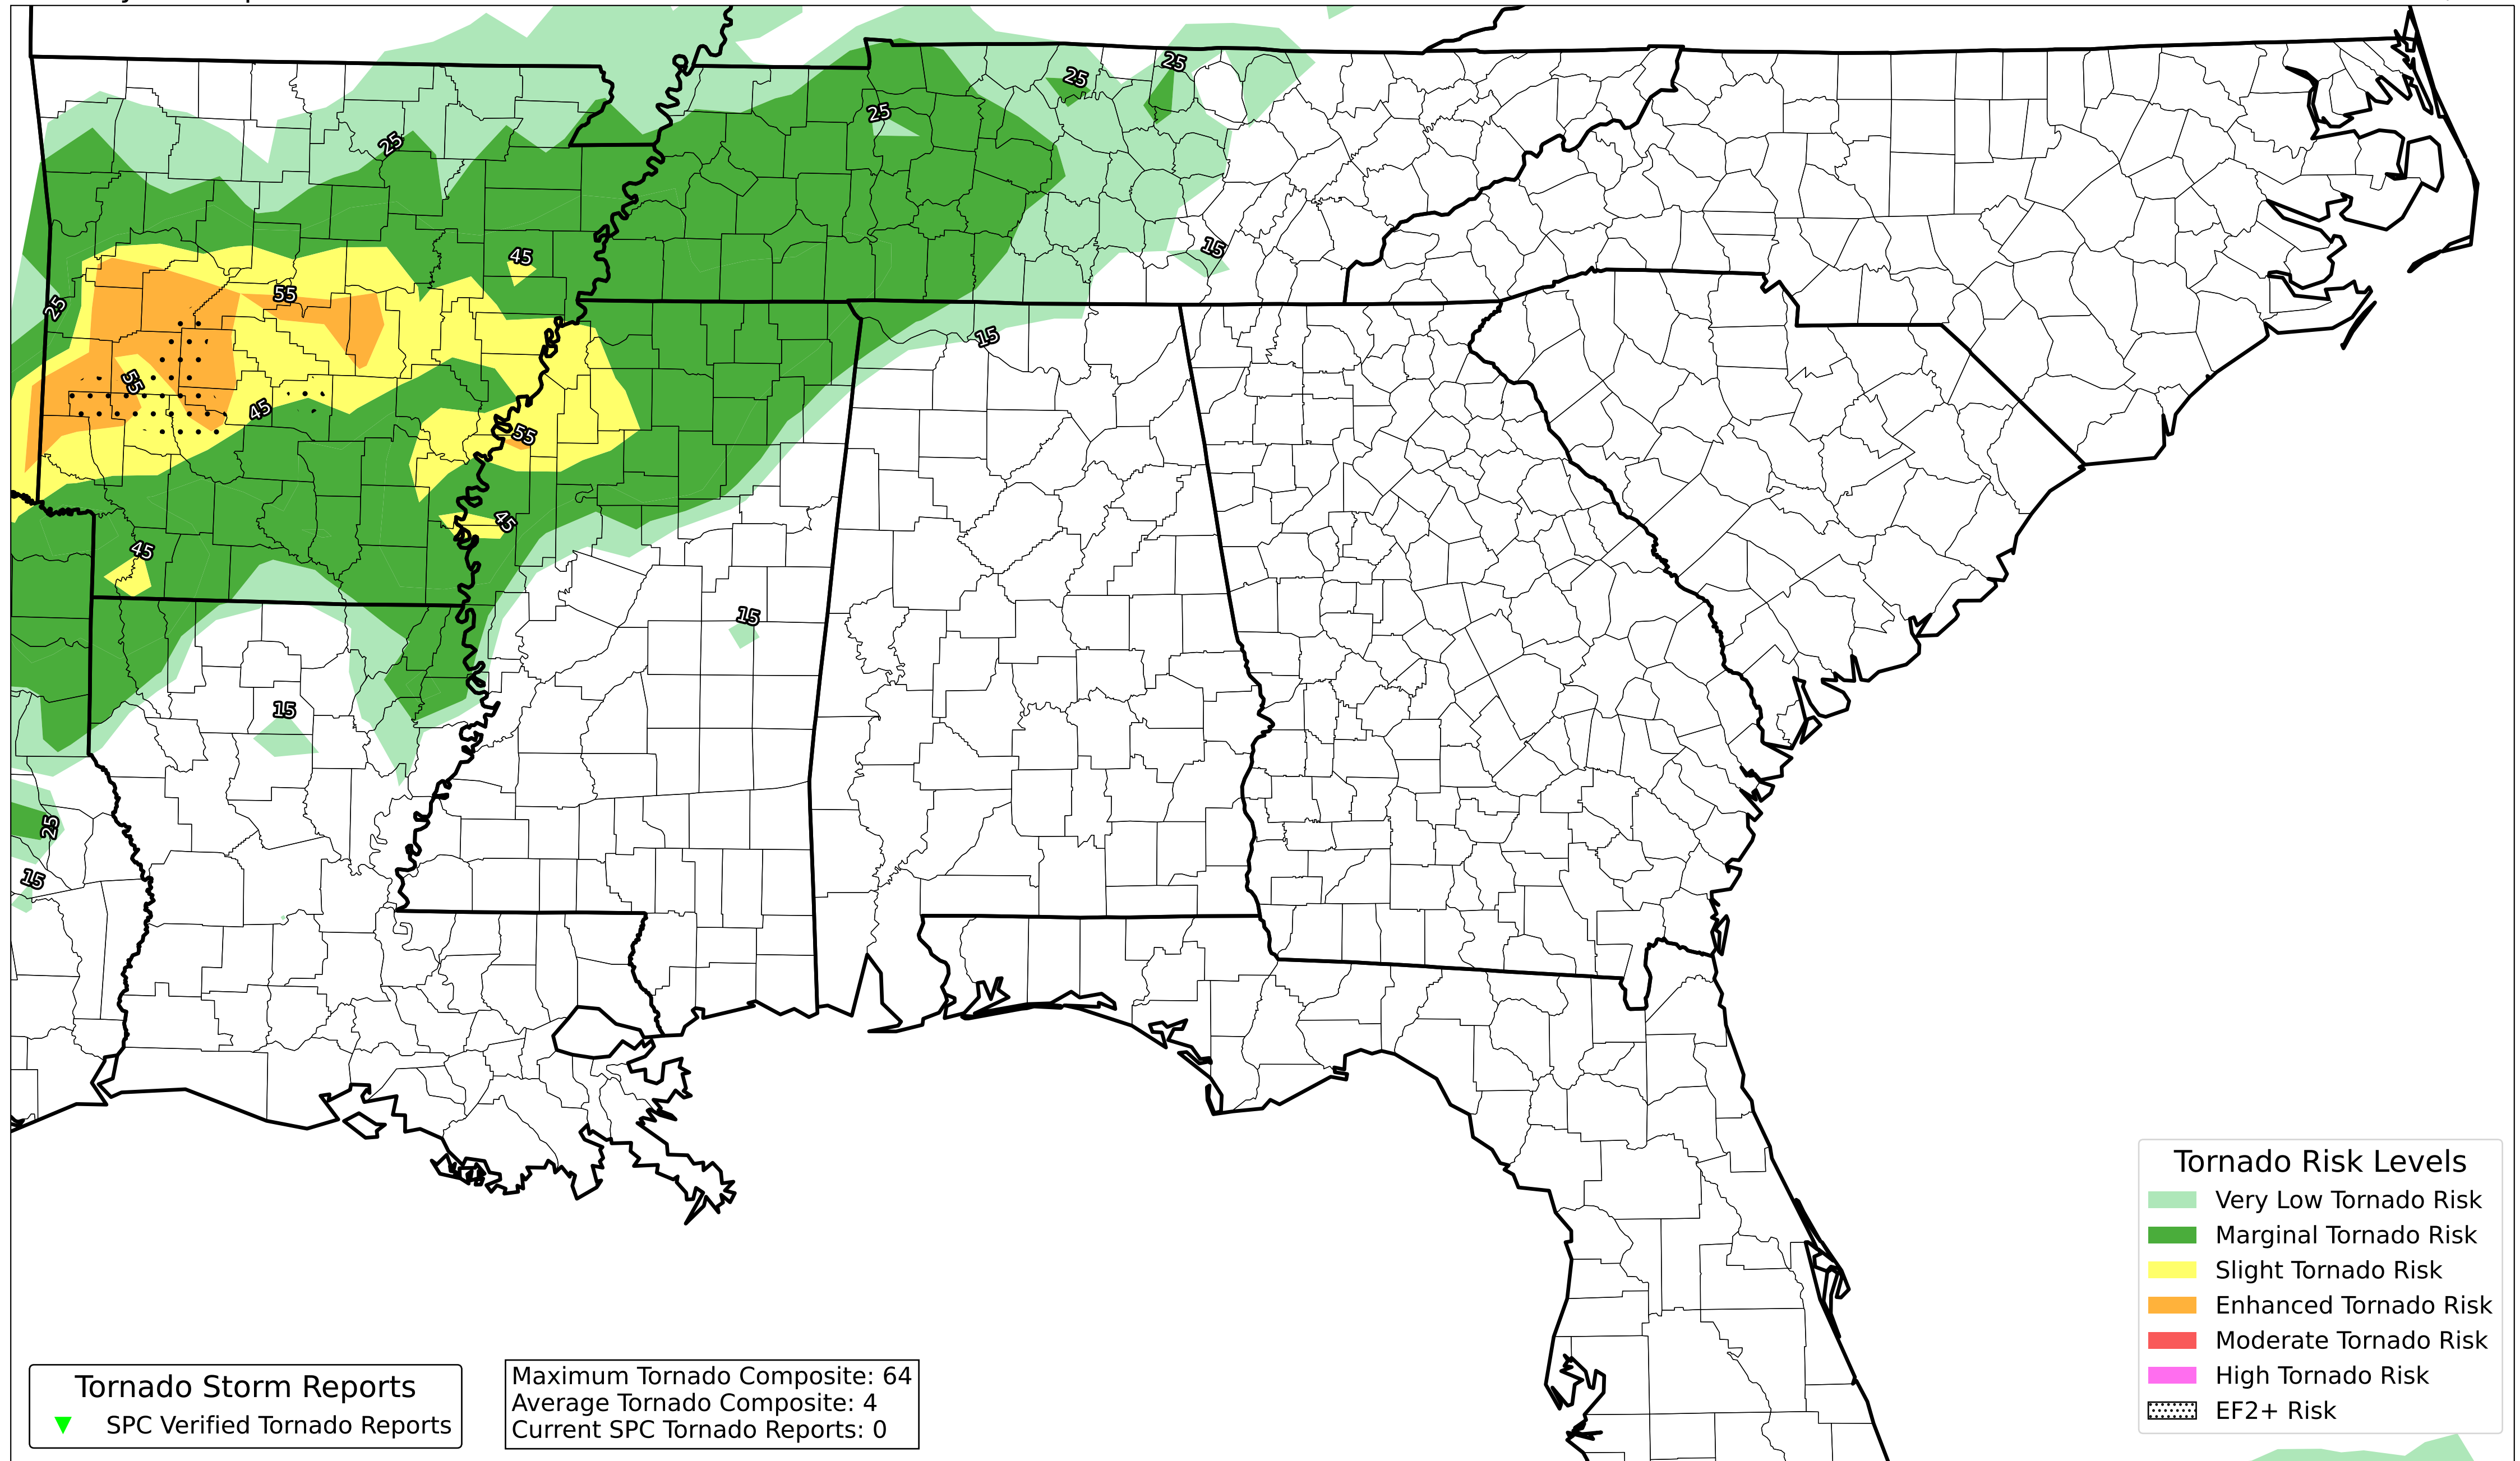 25
25
25
25
45
15
25
55
15
55
45
55
45
45
15
15
25
15
Tornado Risk Levels
Very Low Tornado Risk
Marginal Tornado Risk
Slight Tornado Risk
Enhanced Tornado Risk
Moderate Tornado Risk
High Tornado Risk
EF2+ Risk
Tornado Storm Reports
SPC Verified Tornado Reports
Maximum Tornado Composite: 64
Average Tornado Composite: 4
Current SPC Tornado Reports: 0